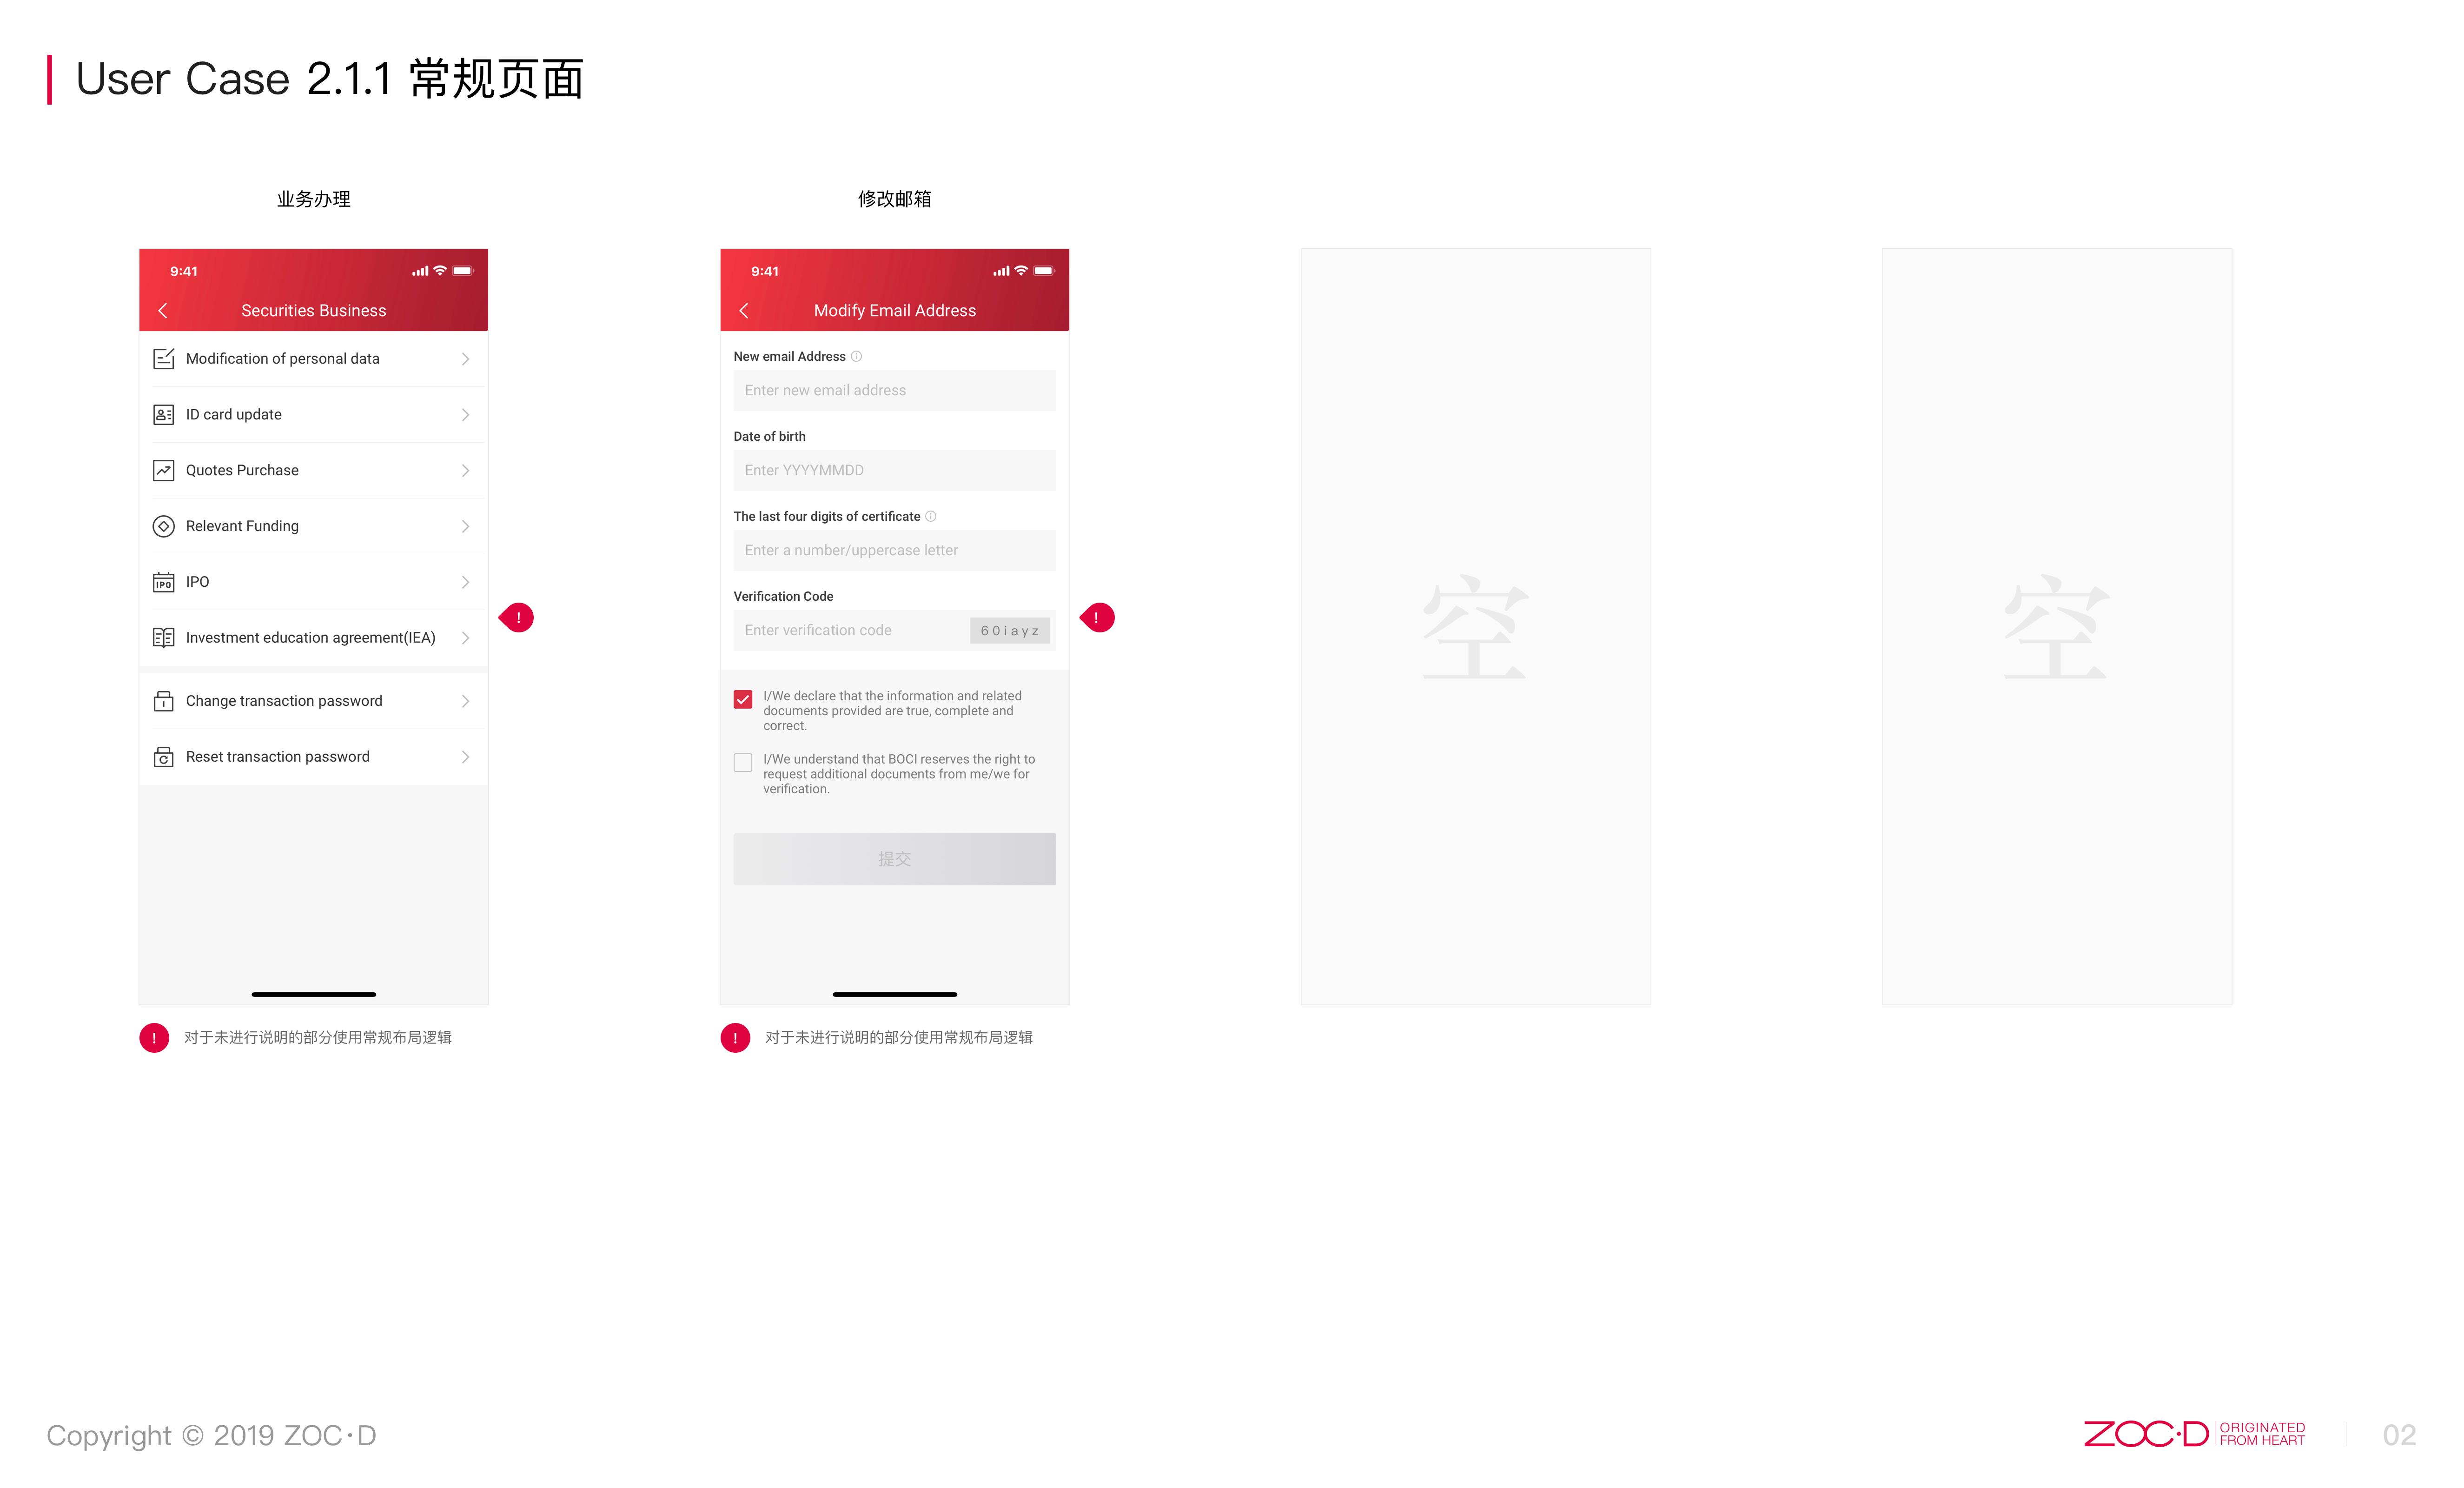 User Case 2.1.1 常规页面
业务办理
9:41
Securities Business
Modification of personal data
ID card update
Quotes Purchase
Relevant Funding
IPO
IPO
Investment education agreement(IEA)
Change transaction password
Reset transaction password
!
! 对于未进行说明的部分使用常规布局逻辑
修改邮箱
9:41
Modify Email Address
New email Address
Enter new email address
Date of birth
Enter YYYYMMDD
The last four digits of certificate
Enter a number/uppercase letter
Verification Code
Enter verification code
60iayz
!
I/We declare that the information and related
documents provided are true, complete and
correct.
I/We understand that BOCI reserves the right to
request additional documents from me/we for
verification.
提交
! 对于未进行说明的部分使用常规布局逻辑
空
空
Copyright © 2019 ZOC·D
ZOC·D
ORIGINATED
FROM HEART
02